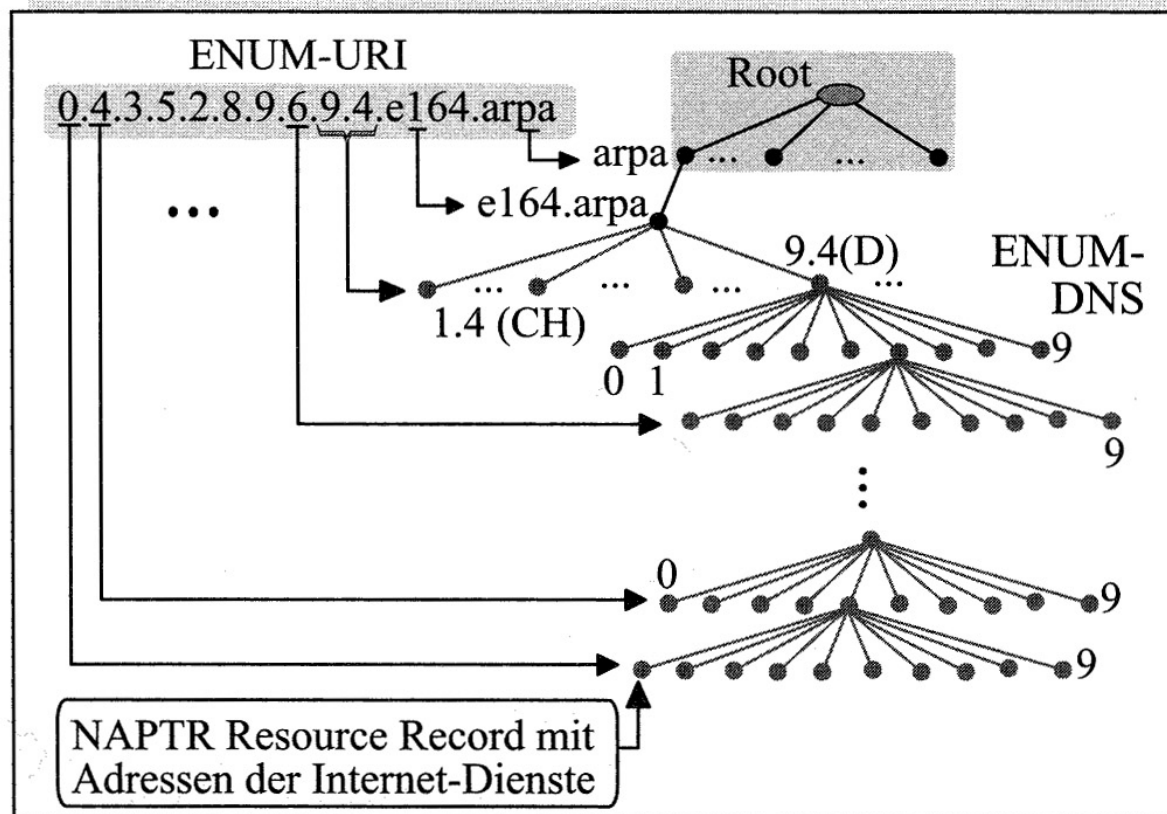 ENUM-URI
0.4.3.5.2.8.9.6.9.4.e164.arpa
Root
arpa
... ...
...
e164.arpa
9.4(D)
ENUM-
DNS
... ... ... ...
1.4 (CH)
9
0 1
9
0
9
9
NAPTR Resource Record mit
Adressen der Internet-Dienste